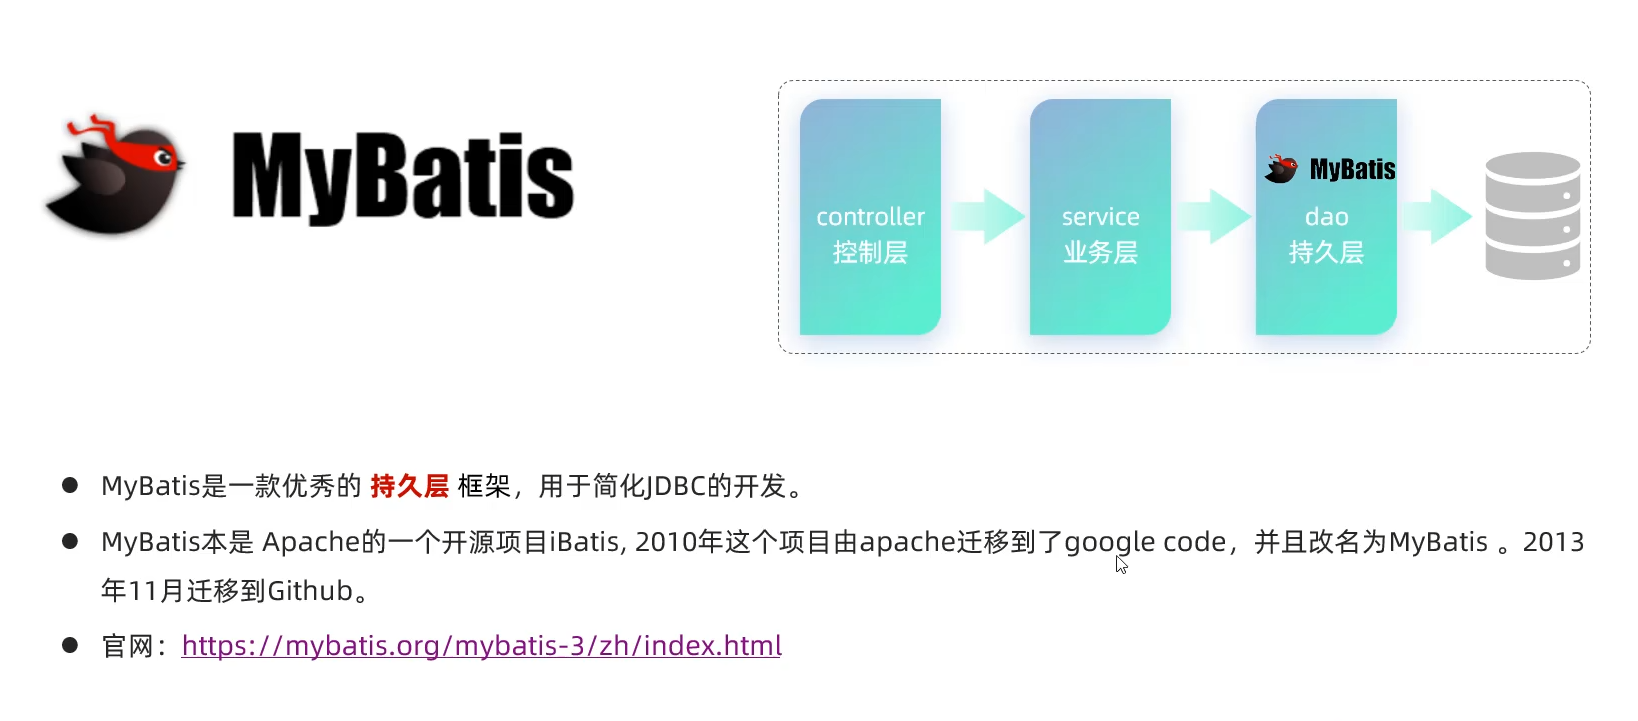 MyBatis
controller
控制层
service
业务层
MyBatis
dao
持久层
● MyBatis是一款优秀的 持久层 框架，用于简化JDBC的开发。
● MyBatis本是 Apache的一个开源项目iBatis, 2010年这个项目由apache迁移到了google code，并且改名为MyBatis 。2013
年11月迁移到Github。
● 官网：https://mybatis.org/mybatis-3/zh/index.html